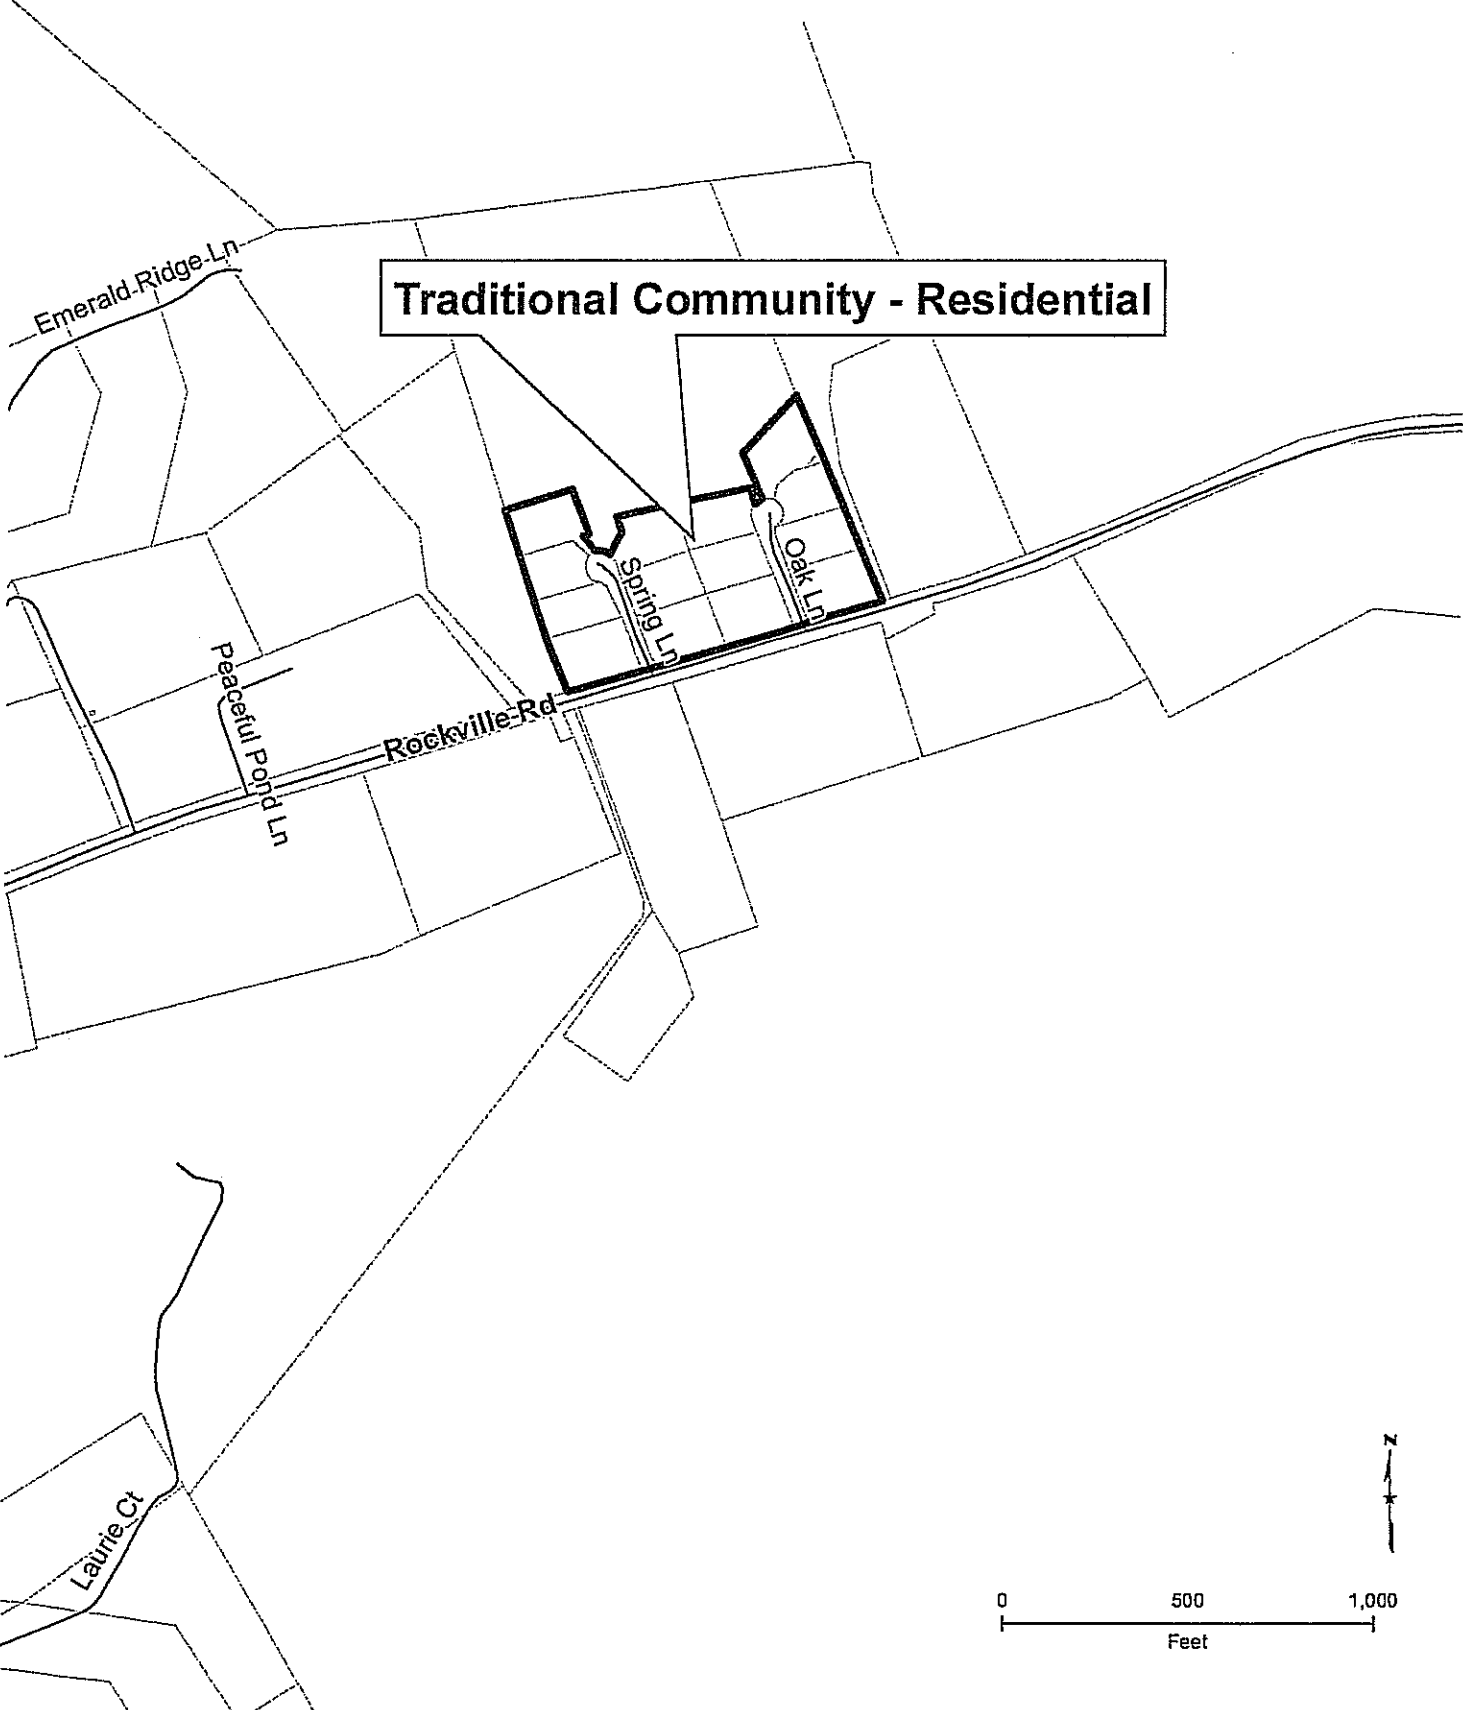 Emerald Ridge Ln
Traditional Community - Residential
Spring Ln
Oak Ln
Peaceful Pond Ln
Rockville Rd
Laurie Ct
N
0 500 1,000
Feet